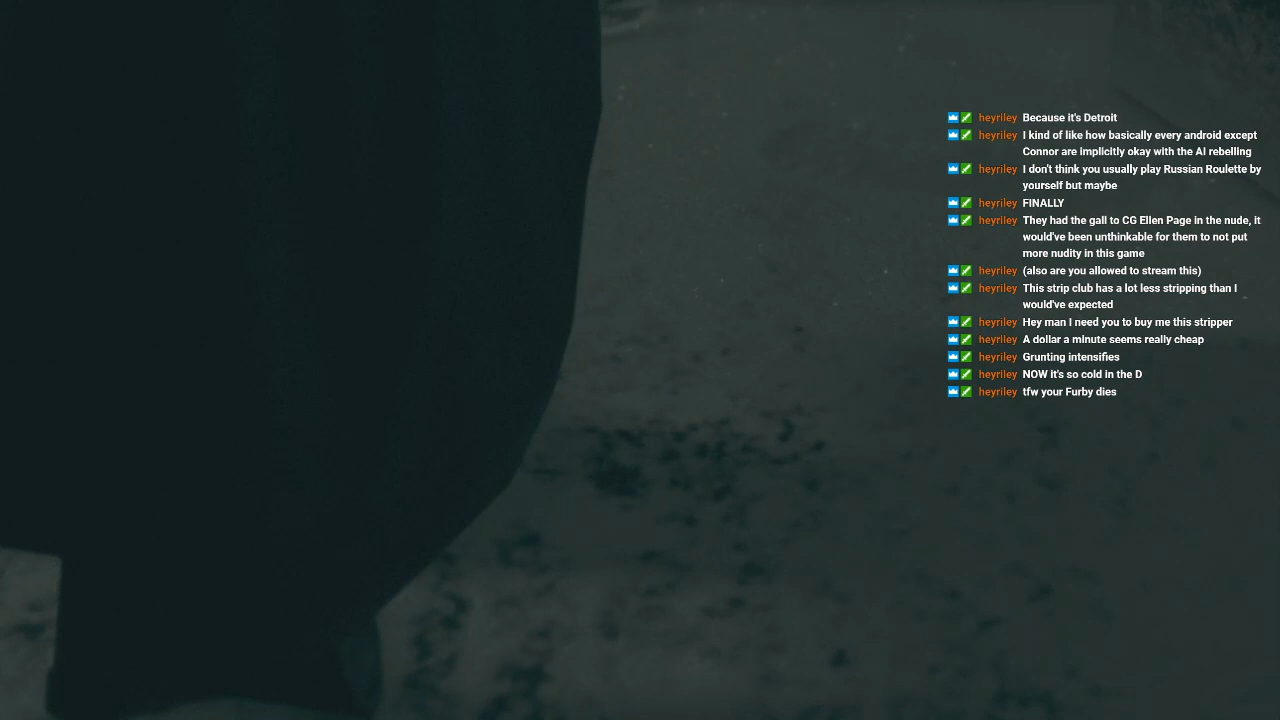 heyriley Because it's Detroit
heyriley I kind of like how basically every android except
Connor are implicitly okay with the AI rebelling
heyriley I don't think you usually play Russian Roulette by
yourself but maybe
heyriley FINALLY
heyriley They had the gall to CG Ellen Page in the nude, it
would've been unthinkable for them to not put
more nudity in this game
heyriley (also are you allowed to stream this)
heyriley This strip club has a lot less stripping than I
would've expected
heyriley Hey man I need you to buy me this stripper
heyriley A dollar a minute seems really cheap
heyriley Grunting intensifies
heyriley NOW it's so cold in the D
heyriley tfw your Furby dies